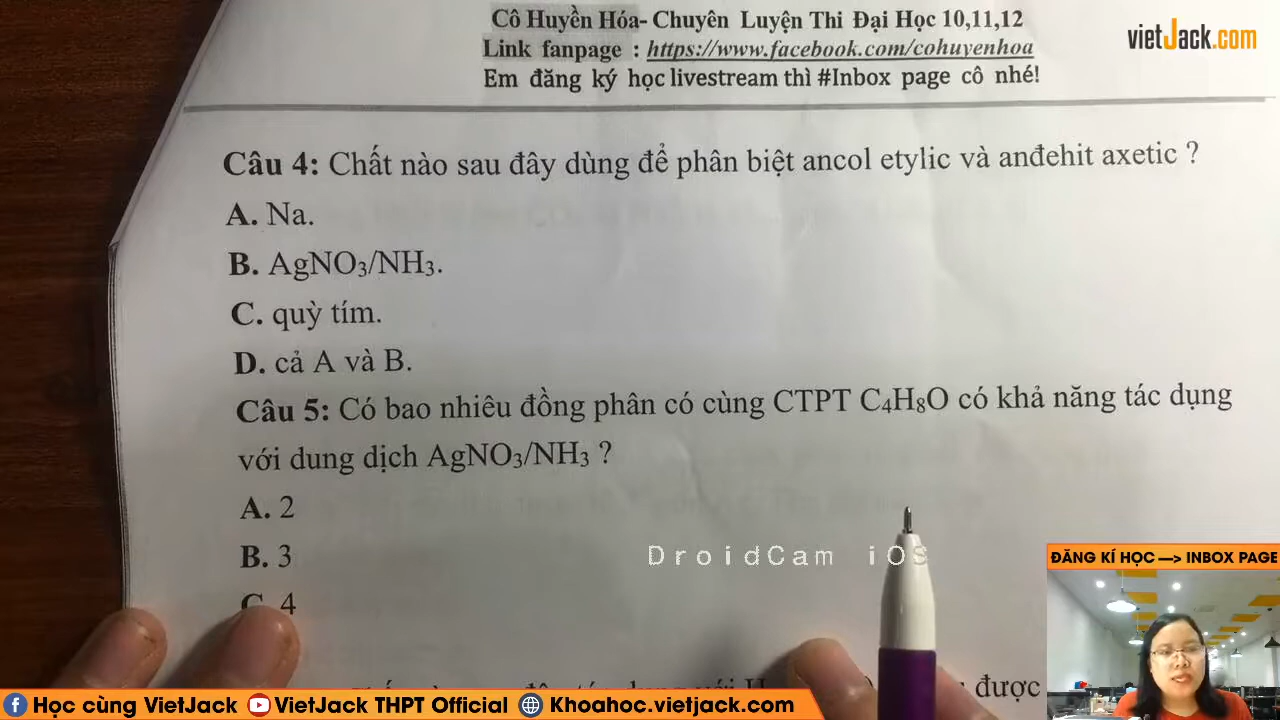 Cô Huyền Hóa- Chuyên Luyện Thi Đại Học 10,11,12
Link fanpage : https://www.facebook.com/cohuyenhoa
Em đăng ký học livestream thì #Inbox page cô nhé!
vietJack.com
Câu 4: Chất nào sau đây dùng để phân biệt ancol etylic và anđehit axetic ?
A. Na.
B. AgNO₃/NH₃.
C. quỳ tím.
D. cả A và B.
Câu 5: Có bao nhiêu đồng phân có cùng CTPT C₄H₈O có khả năng tác dụng
với dung dịch AgNO₃/NH₃ ?
A. 2
B. 3
C. 4
DroidCam iOS
ĐĂNG KÍ HỌC —> INBOX PAGE
được
Học cùng VietJack VietJack THPT Official Khoahoc.vietjack.com